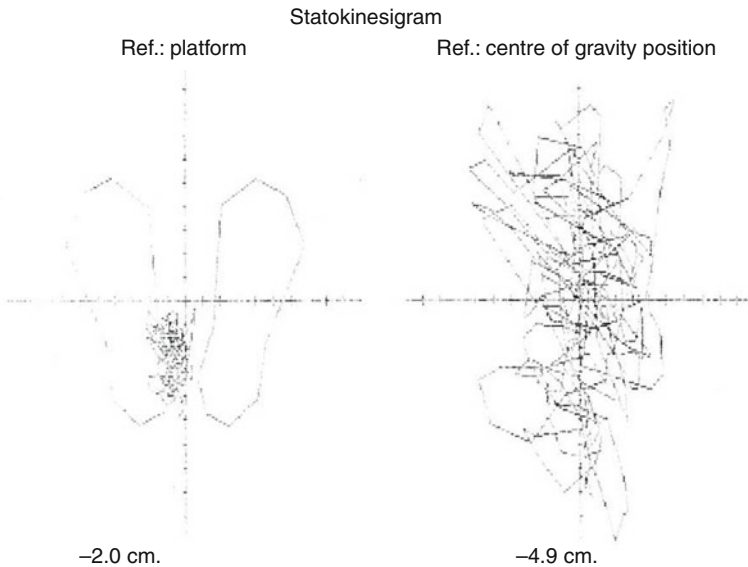 Statokinesigram
Ref.: platform
Ref.: centre of gravity position
–2.0 cm.
–4.9 cm.